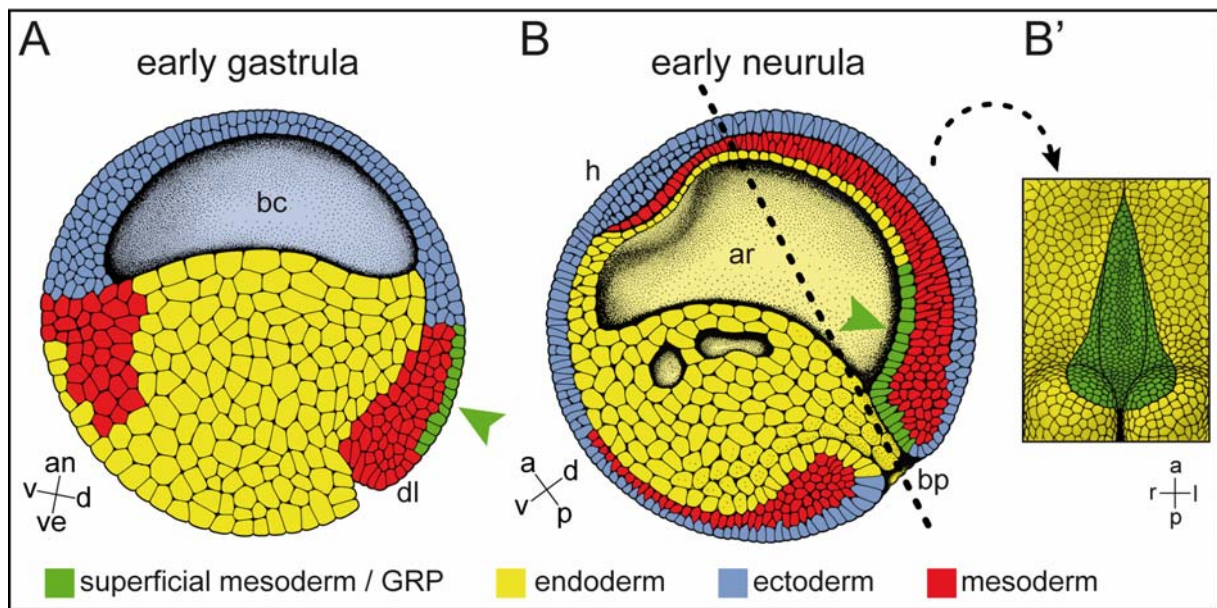 A
early gastrula
bc
an
v d
ve
dl
B
early neurula
h
ar
a
d
v
p
bp
B’
a
r l
p
superficial mesoderm / GRP
endoderm
ectoderm
mesoderm